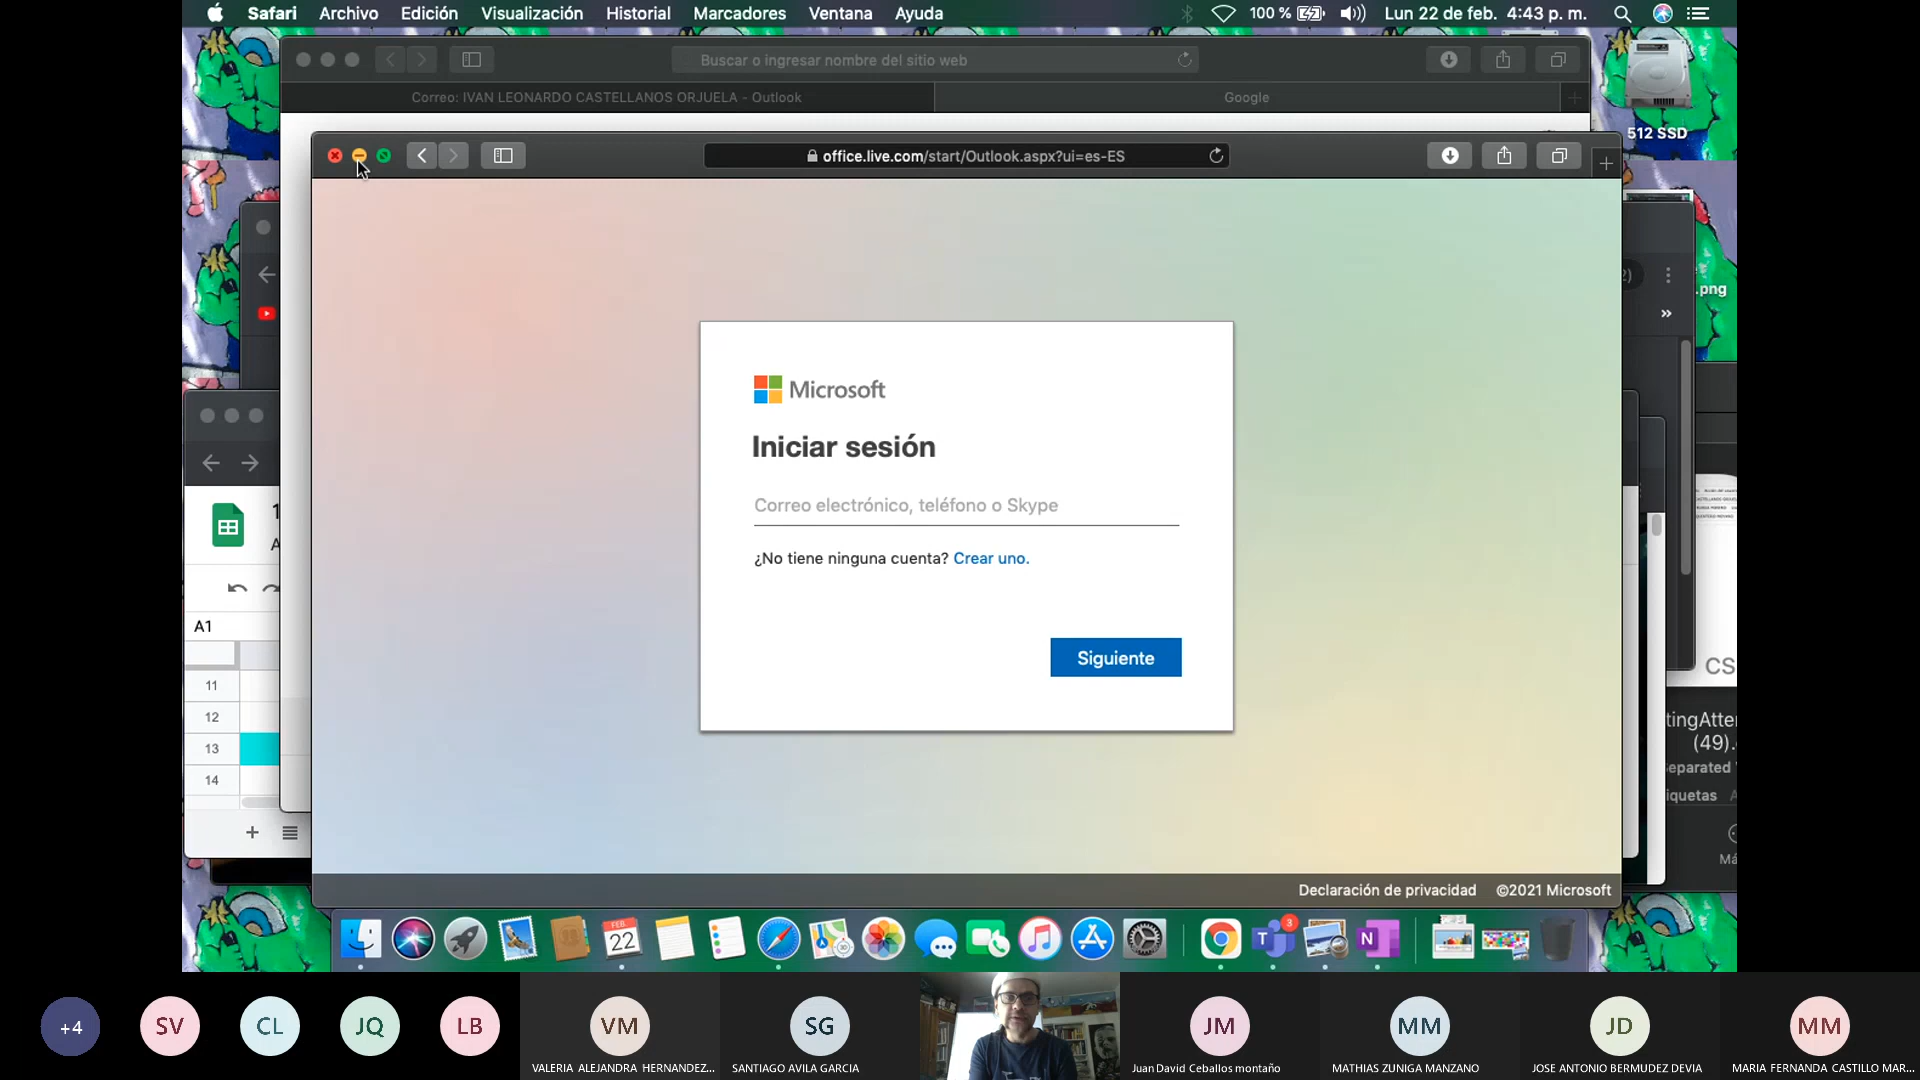 Safari Archivo Edición Visualización Historial Marcadores Ventana Ayuda 100 % Lun 22 de feb. 4:43 p. m.
Buscar o ingresar nombre del sitio web
Correo: IVAN LEONARDO CASTELLANOS ORJUELA - Outlook Google
512 SSD
office.live.com/start/Outlook.aspx?ui=es-ES
.png
Microsoft
Iniciar sesión
Correo electrónico, teléfono o Skype
¿No tiene ninguna cuenta? Crear uno.
Siguiente
A1
11
12
13
14
CS
tingAtte
(49).
eparated
iquetas
Má
Declaración de privacidad ©2021 Microsoft
FEB.
22
3
T
N
+4 SV CL JQ LB VM SG JM MM JD MM
VALERIA ALEJANDRA HERNANDEZ... SANTIAGO AVILA GARCIA Juan David Ceballos montaño MATHIAS ZUNIGA MANZANO JOSE ANTONIO BERMUDEZ DEVIA MARIA FERNANDA CASTILLO MAR...